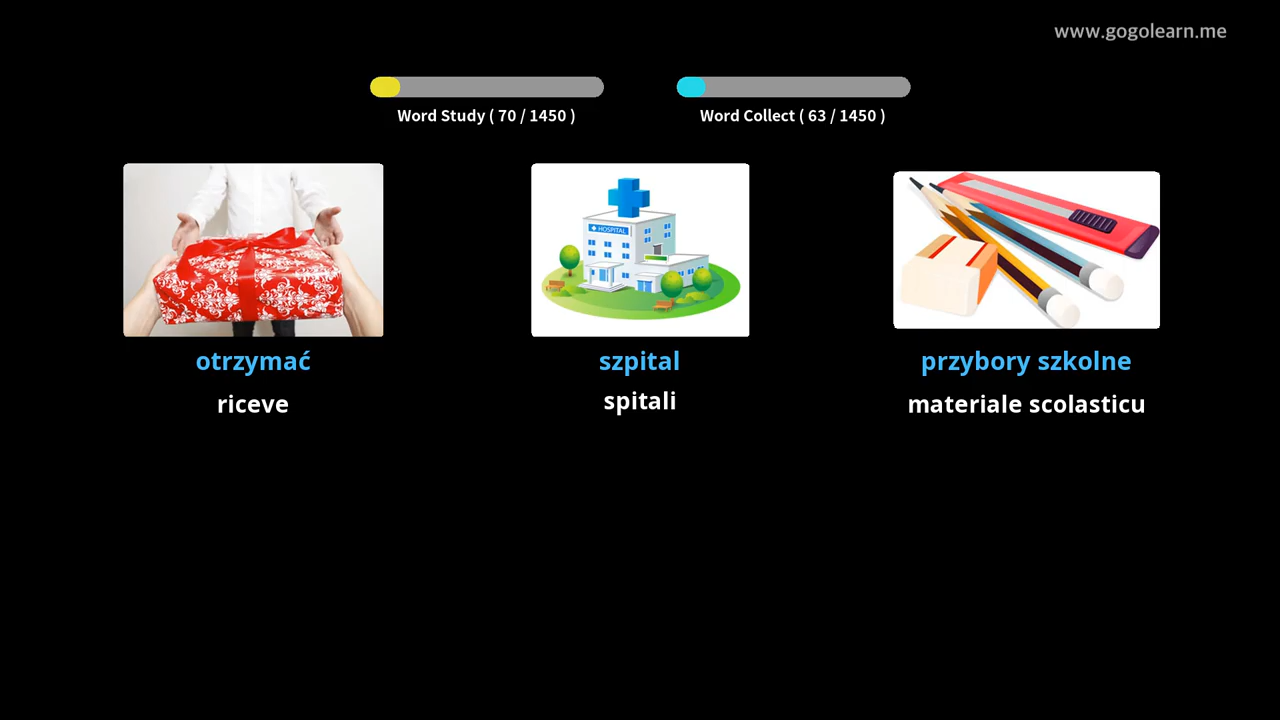 www.gogolearn.me
Word Study ( 70 / 1450 )
Word Collect ( 63 / 1450 )
HOSPITAL
otrzymać
szpital
przybory szkolne
riceve
spitali
materiale scolasticu